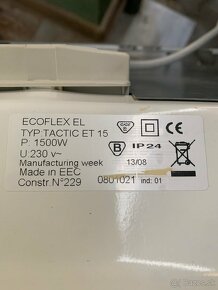 ECOFLEX EL
TYP:TACTIC ET 15
P: 1500W
U:230 v~
Manufacturing week 13/08
Made in EEC
Constr.N°229 0801021 ind: 01
B IP24